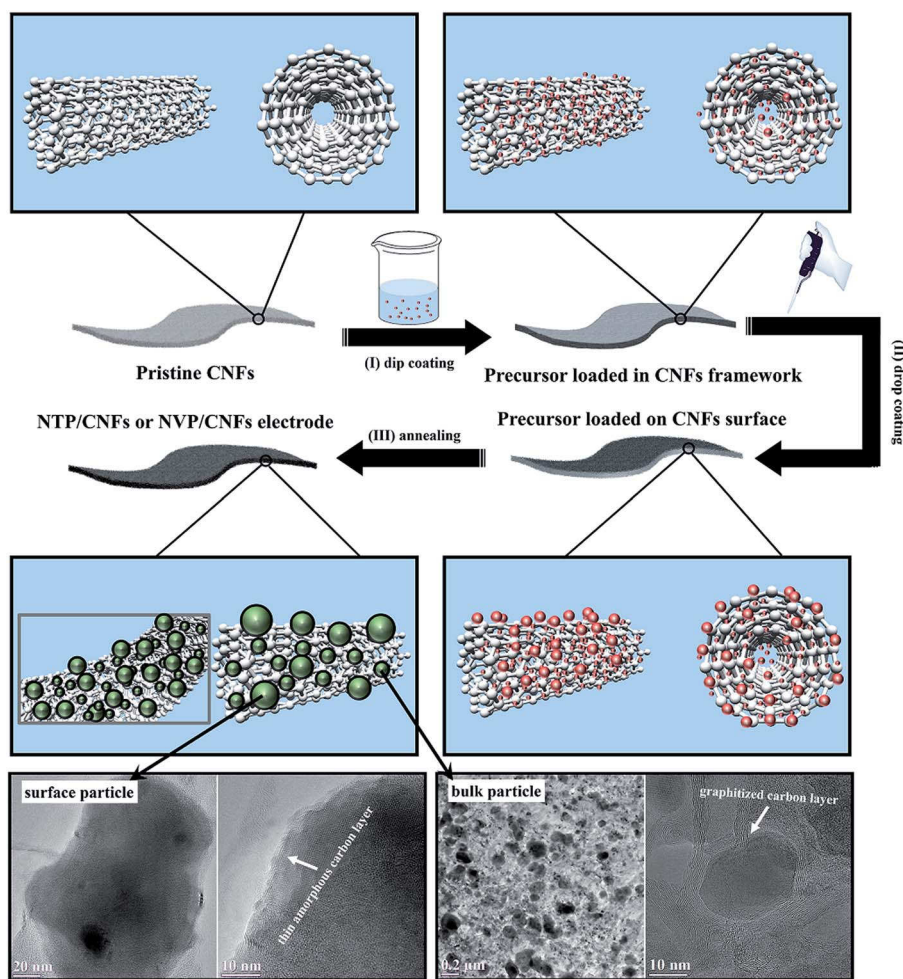 (I) dip coating
Pristine CNFs
Precursor loaded in CNFs framework
(II) drop coating
NTP/CNFs or NVP/CNFs electrode
Precursor loaded on CNFs surface
(III) annealing
surface particle
thin amorphous carbon layer
20 nm
10 nm
bulk particle
graphitized carbon layer
0.2 μm
10 nm